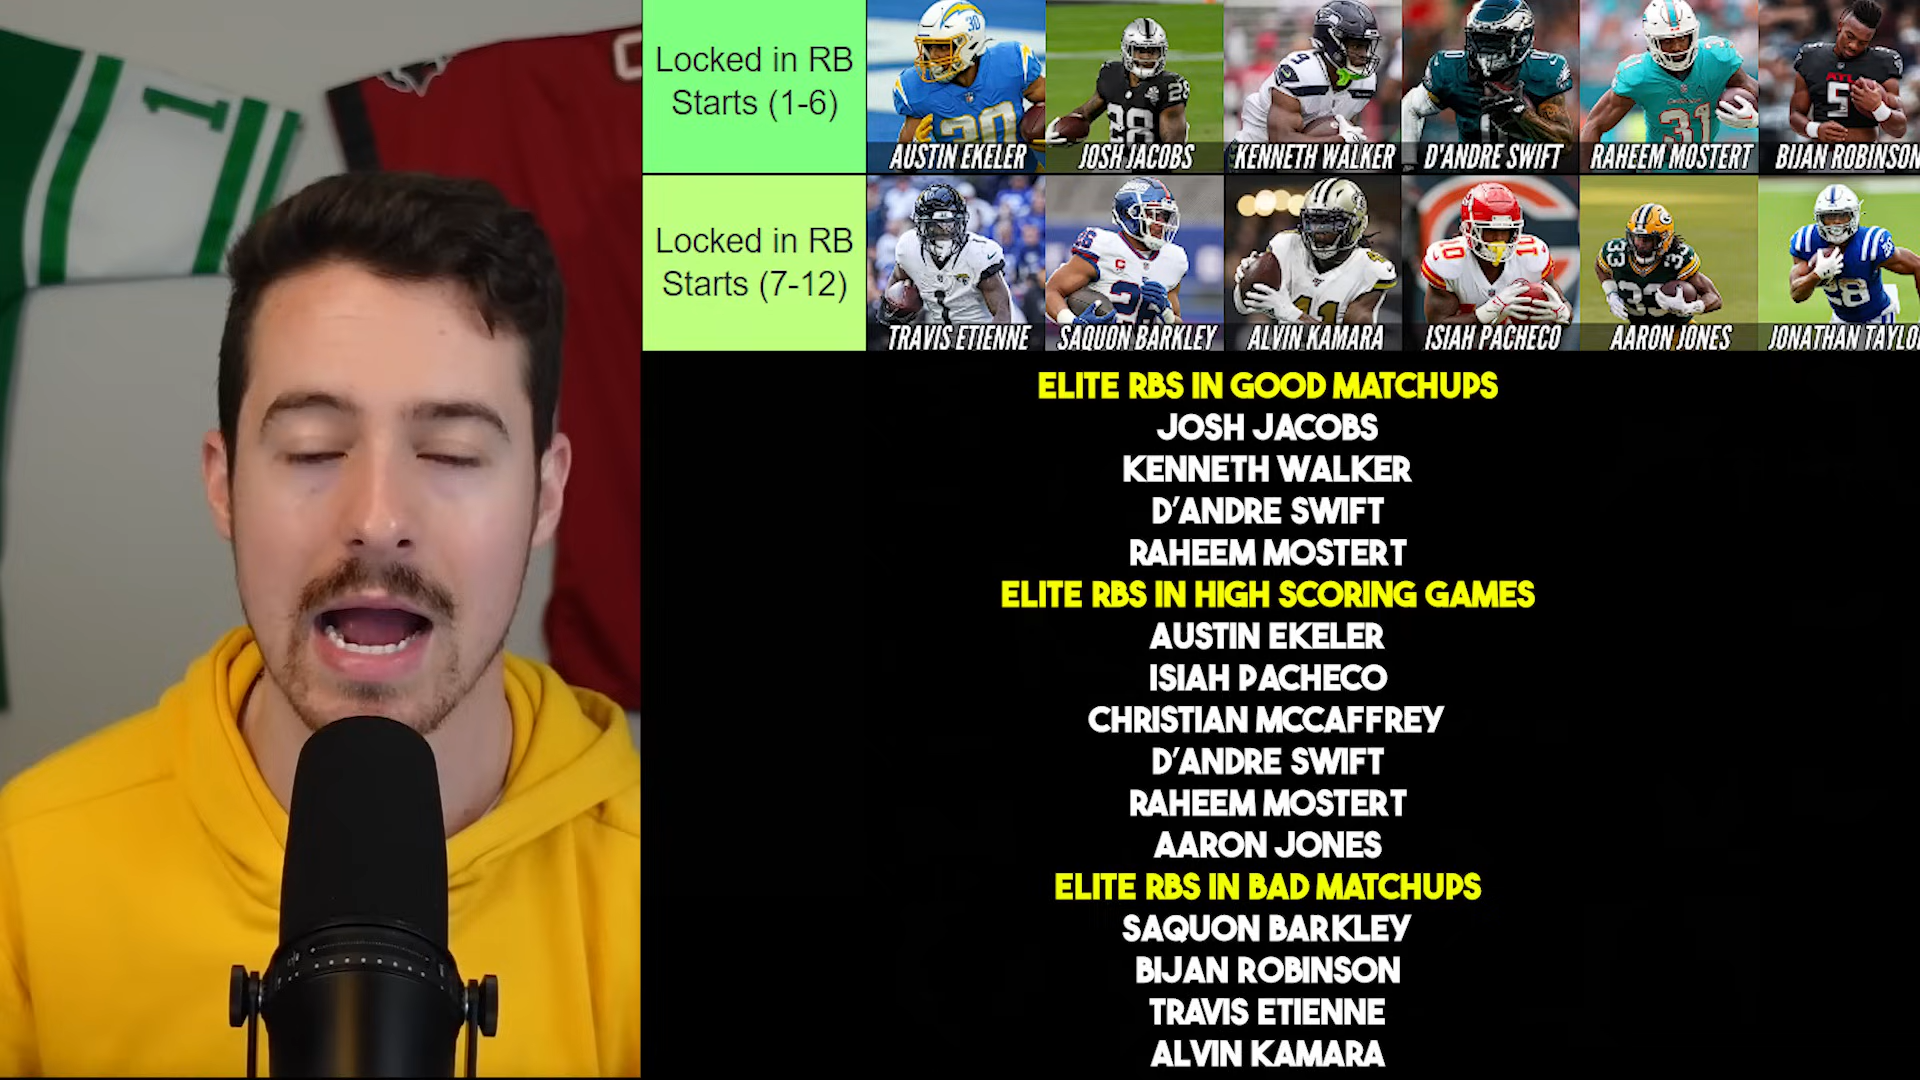 Locked in RB
Starts (1-6)
AUSTIN EKELER
JOSH JACOBS
KENNETH WALKER
D'ANDRE SWIFT
RAHEEM MOSTERT
BIJAN ROBINSON
Locked in RB
Starts (7-12)
TRAVIS ETIENNE
SAQUON BARKLEY
ALVIN KAMARA
ISIAH PACHECO
AARON JONES
JONATHAN TAYLO
ELITE RBS IN GOOD MATCHUPS
JOSH JACOBS
KENNETH WALKER
D'ANDRE SWIFT
RAHEEM MOSTERT
ELITE RBS IN HIGH SCORING GAMES
AUSTIN EKELER
ISIAH PACHECO
CHRISTIAN MCCAFFREY
D'ANDRE SWIFT
RAHEEM MOSTERT
AARON JONES
ELITE RBS IN BAD MATCHUPS
SAQUON BARKLEY
BIJAN ROBINSON
TRAVIS ETIENNE
ALVIN KAMARA